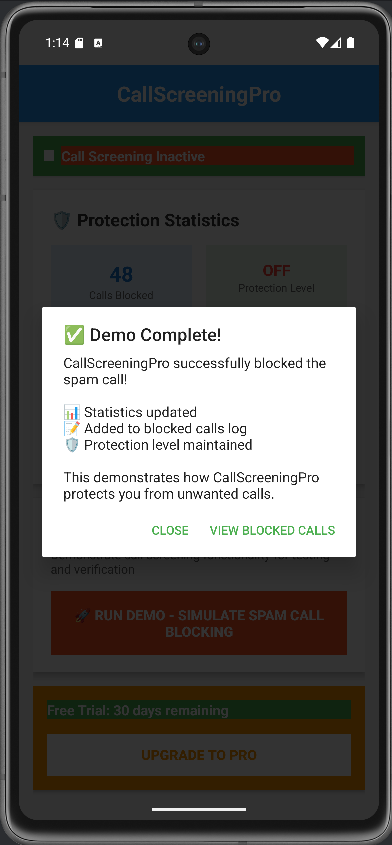 1:14
CallScreeningPro
Call Screening Inactive
🛡️ Protection Statistics
48
OFF
Calls Blocked
Protection Level
✅ Demo Complete!
CallScreeningPro successfully blocked the
spam call!
📊 Statistics updated
📝 Added to blocked calls log
🛡️ Protection level maintained
This demonstrates how CallScreeningPro
protects you from unwanted calls.
CLOSE
VIEW BLOCKED CALLS
and verification
🚀 RUN DEMO - SIMULATE SPAM CALL
BLOCKING
Free Trial: 30 days remaining
UPGRADE TO PRO